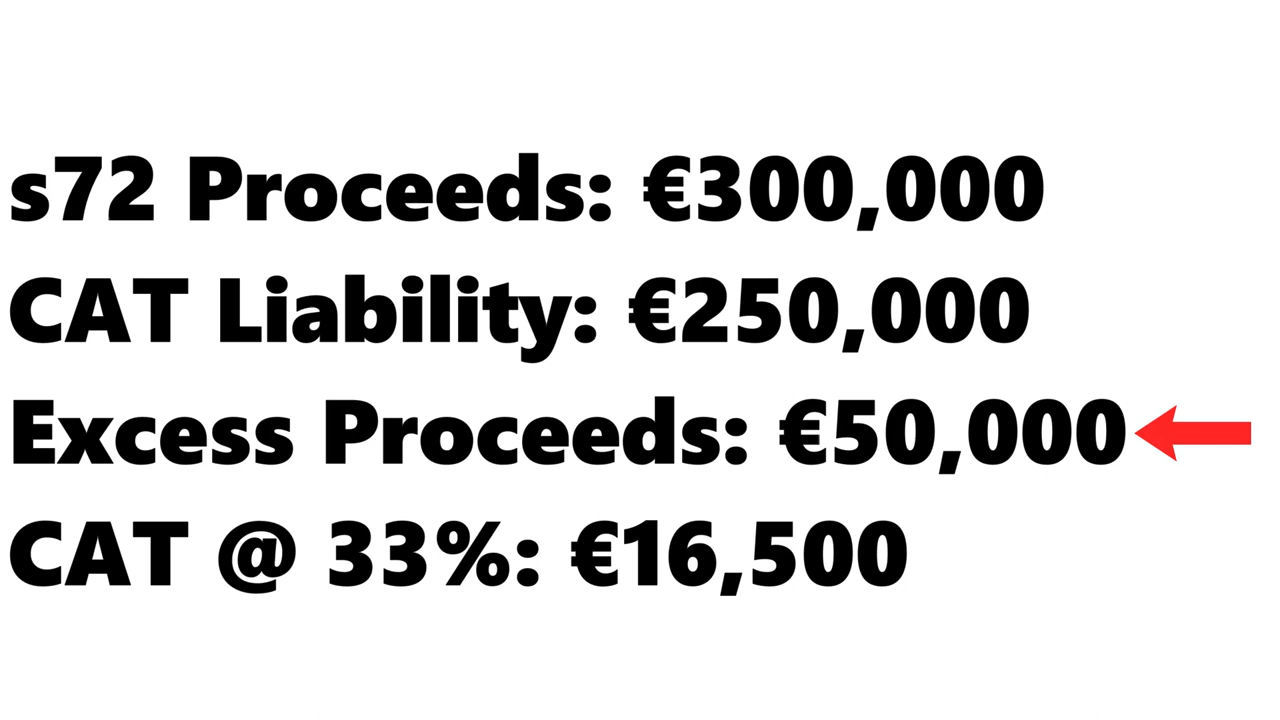 s72 Proceeds: €300,000
CAT Liability: €250,000
Excess Proceeds: €50,000
CAT @ 33%: €16,500